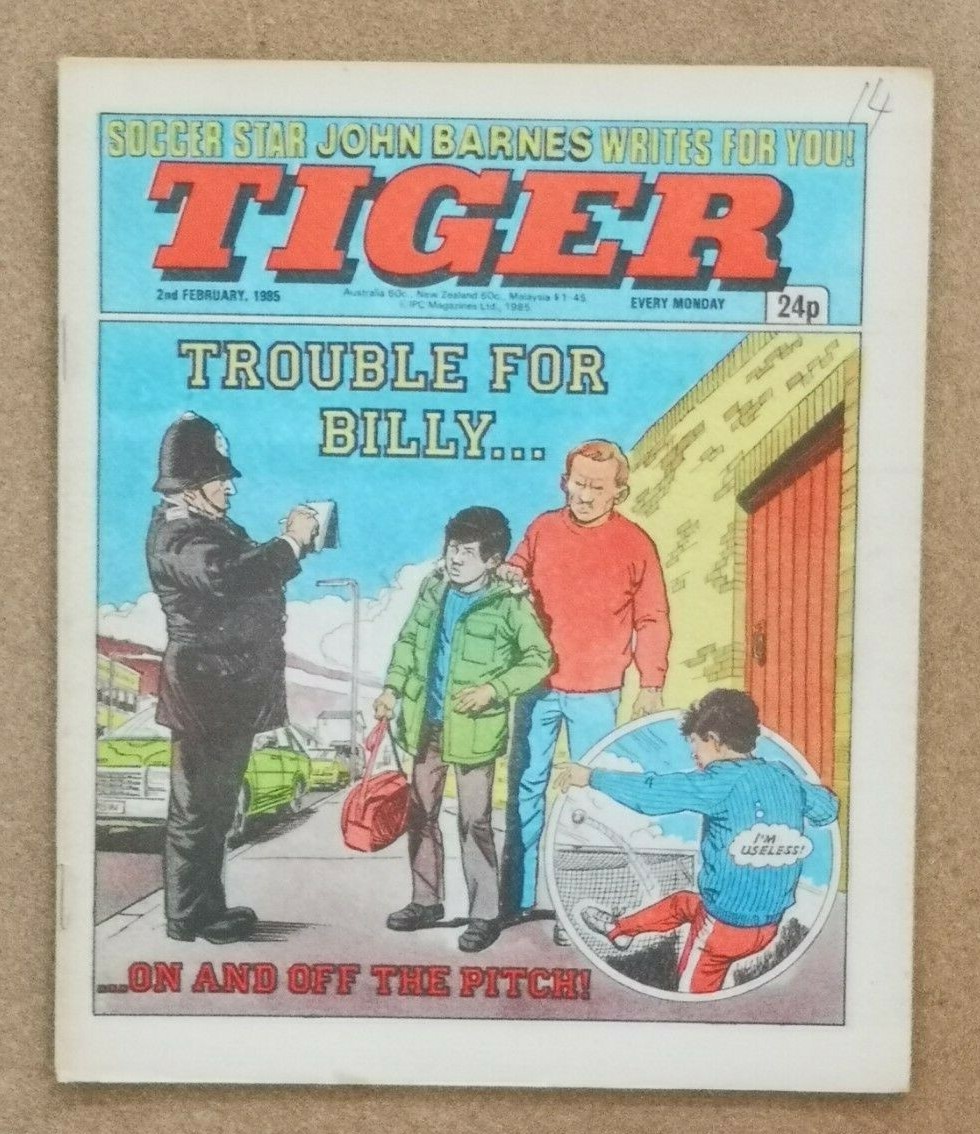 14
SOCCER STAR JOHN BARNES WRITES FOR YOU!
TIGER
2nd FEBRUARY, 1985
Australia 60c., New Zealand 60c., Malaysia $1·45
© IPC Magazines Ltd., 1985
EVERY MONDAY
24p
TROUBLE FOR
BILLY...
I'M
USELESS!
...ON AND OFF THE PITCH!